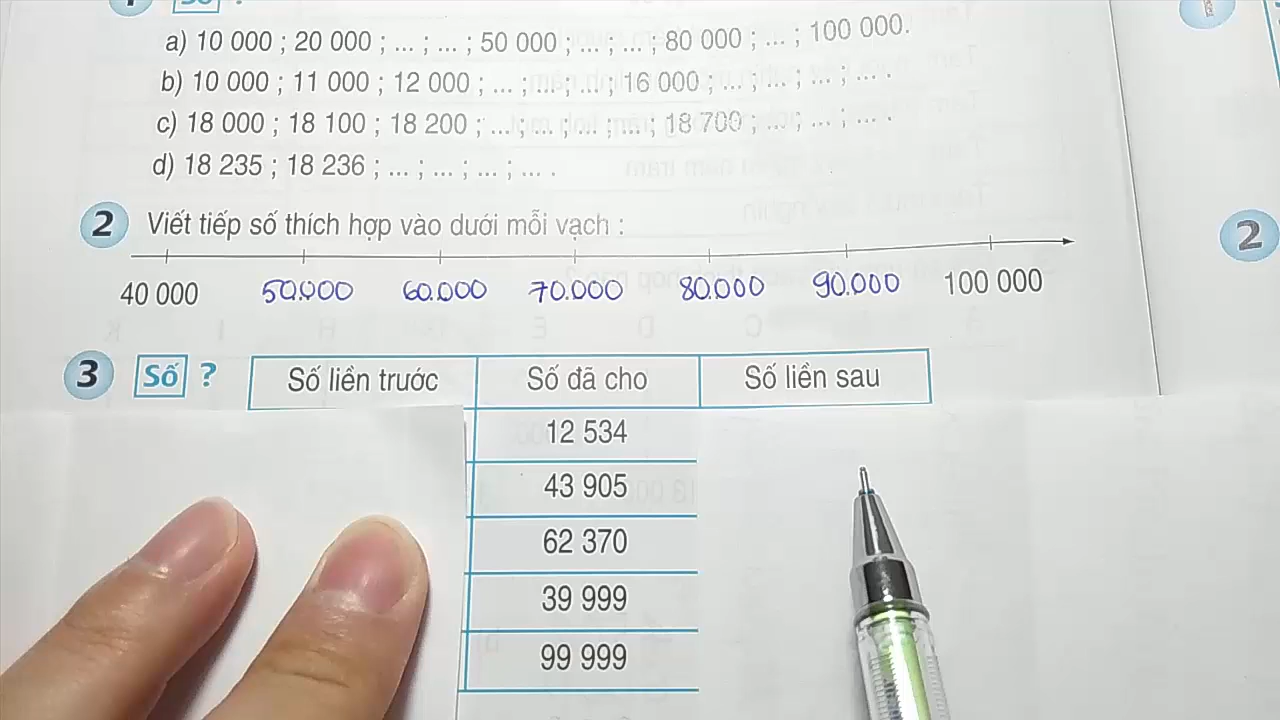 Số ?
a) 10 000 ; 20 000 ; ... ; ... ; 50 000 ; ... ; ... ; 80 000 ; ... ; 100 000.
b) 10 000 ; 11 000 ; 12 000 ; ... ; ... ; ... ; 16 000 ; ... ; ... ; ... ; ... .
c) 18 000 ; 18 100 ; 18 200 ; ... ; ... ; ... ; ... ; 18 700 ; ... ; ... ; ... .
d) 18 235 ; 18 236 ; ... ; ... ; ... ; ... .
2 Viết tiếp số thích hợp vào dưới mỗi vạch :
40 000 50.000 60.000 70.000 80.000 90.000 100 000
2
3 Số ? Số liền trước Số đã cho Số liền sau
12 534
43 905
62 370
39 999
99 999